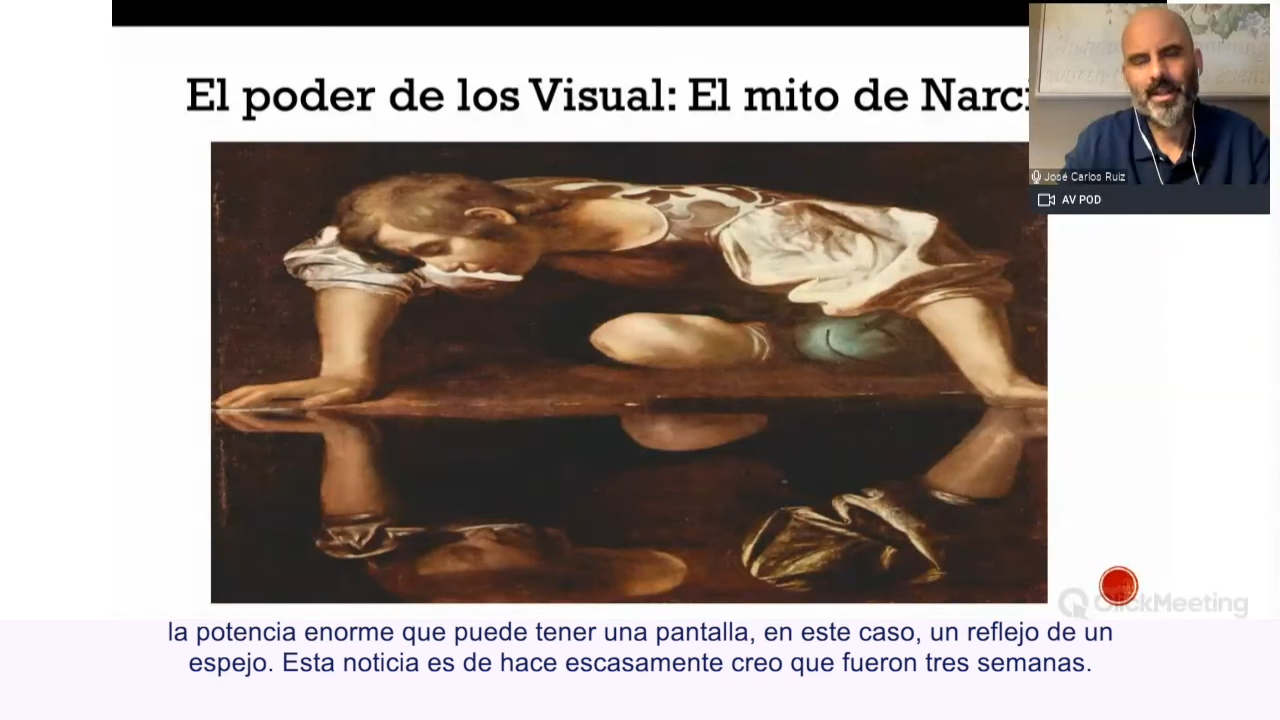 El poder de los Visual: El mito de Narci
José Carlos Ruiz
AV POD
ClickMeeting
la potencia enorme que puede tener una pantalla, en este caso, un reflejo de un
espejo. Esta noticia es de hace escasamente creo que fueron tres semanas.